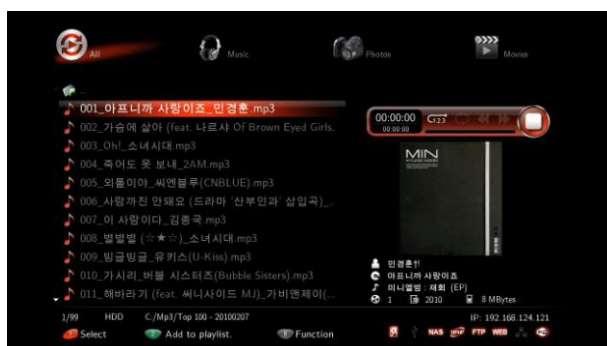 All
Music
Photos
Movies
..
001_아프니까 사랑이죠_민경훈.mp3
002_가슴에 살아 (feat. 나르샤 Of Brown Eyed Girls.
003_Oh!_소녀시대.mp3
004_죽어도 못 보내_2AM.mp3
005_외톨이야_씨엔블루(CNBLUE).mp3
006_사랑까진 안돼요 (드라마 '산부인과' 삽입곡)_..
007_이 사람이다_김종국.mp3
008_별별별 (☆★☆)_소녀시대.mp3
009_빙글빙글_유키스(U-Kiss).mp3
010_가시리_버블 시스터즈(Bubble Sisters).mp3
011_해바라기 (feat. 써니사이드 MJ)_가비앤제이(...
00:00:00
00:00:00
123
MIN
KYUNG HOON
민경훈
아프니까 사랑이죠
미니앨범 : 재회 (EP)
1 2010 8 MBytes
1/99 HDD C:/Mp3/Top 100 - 20100207 IP: 192.168.124.121
Select Add to playlist. Function NAS UPnP FTP WEB